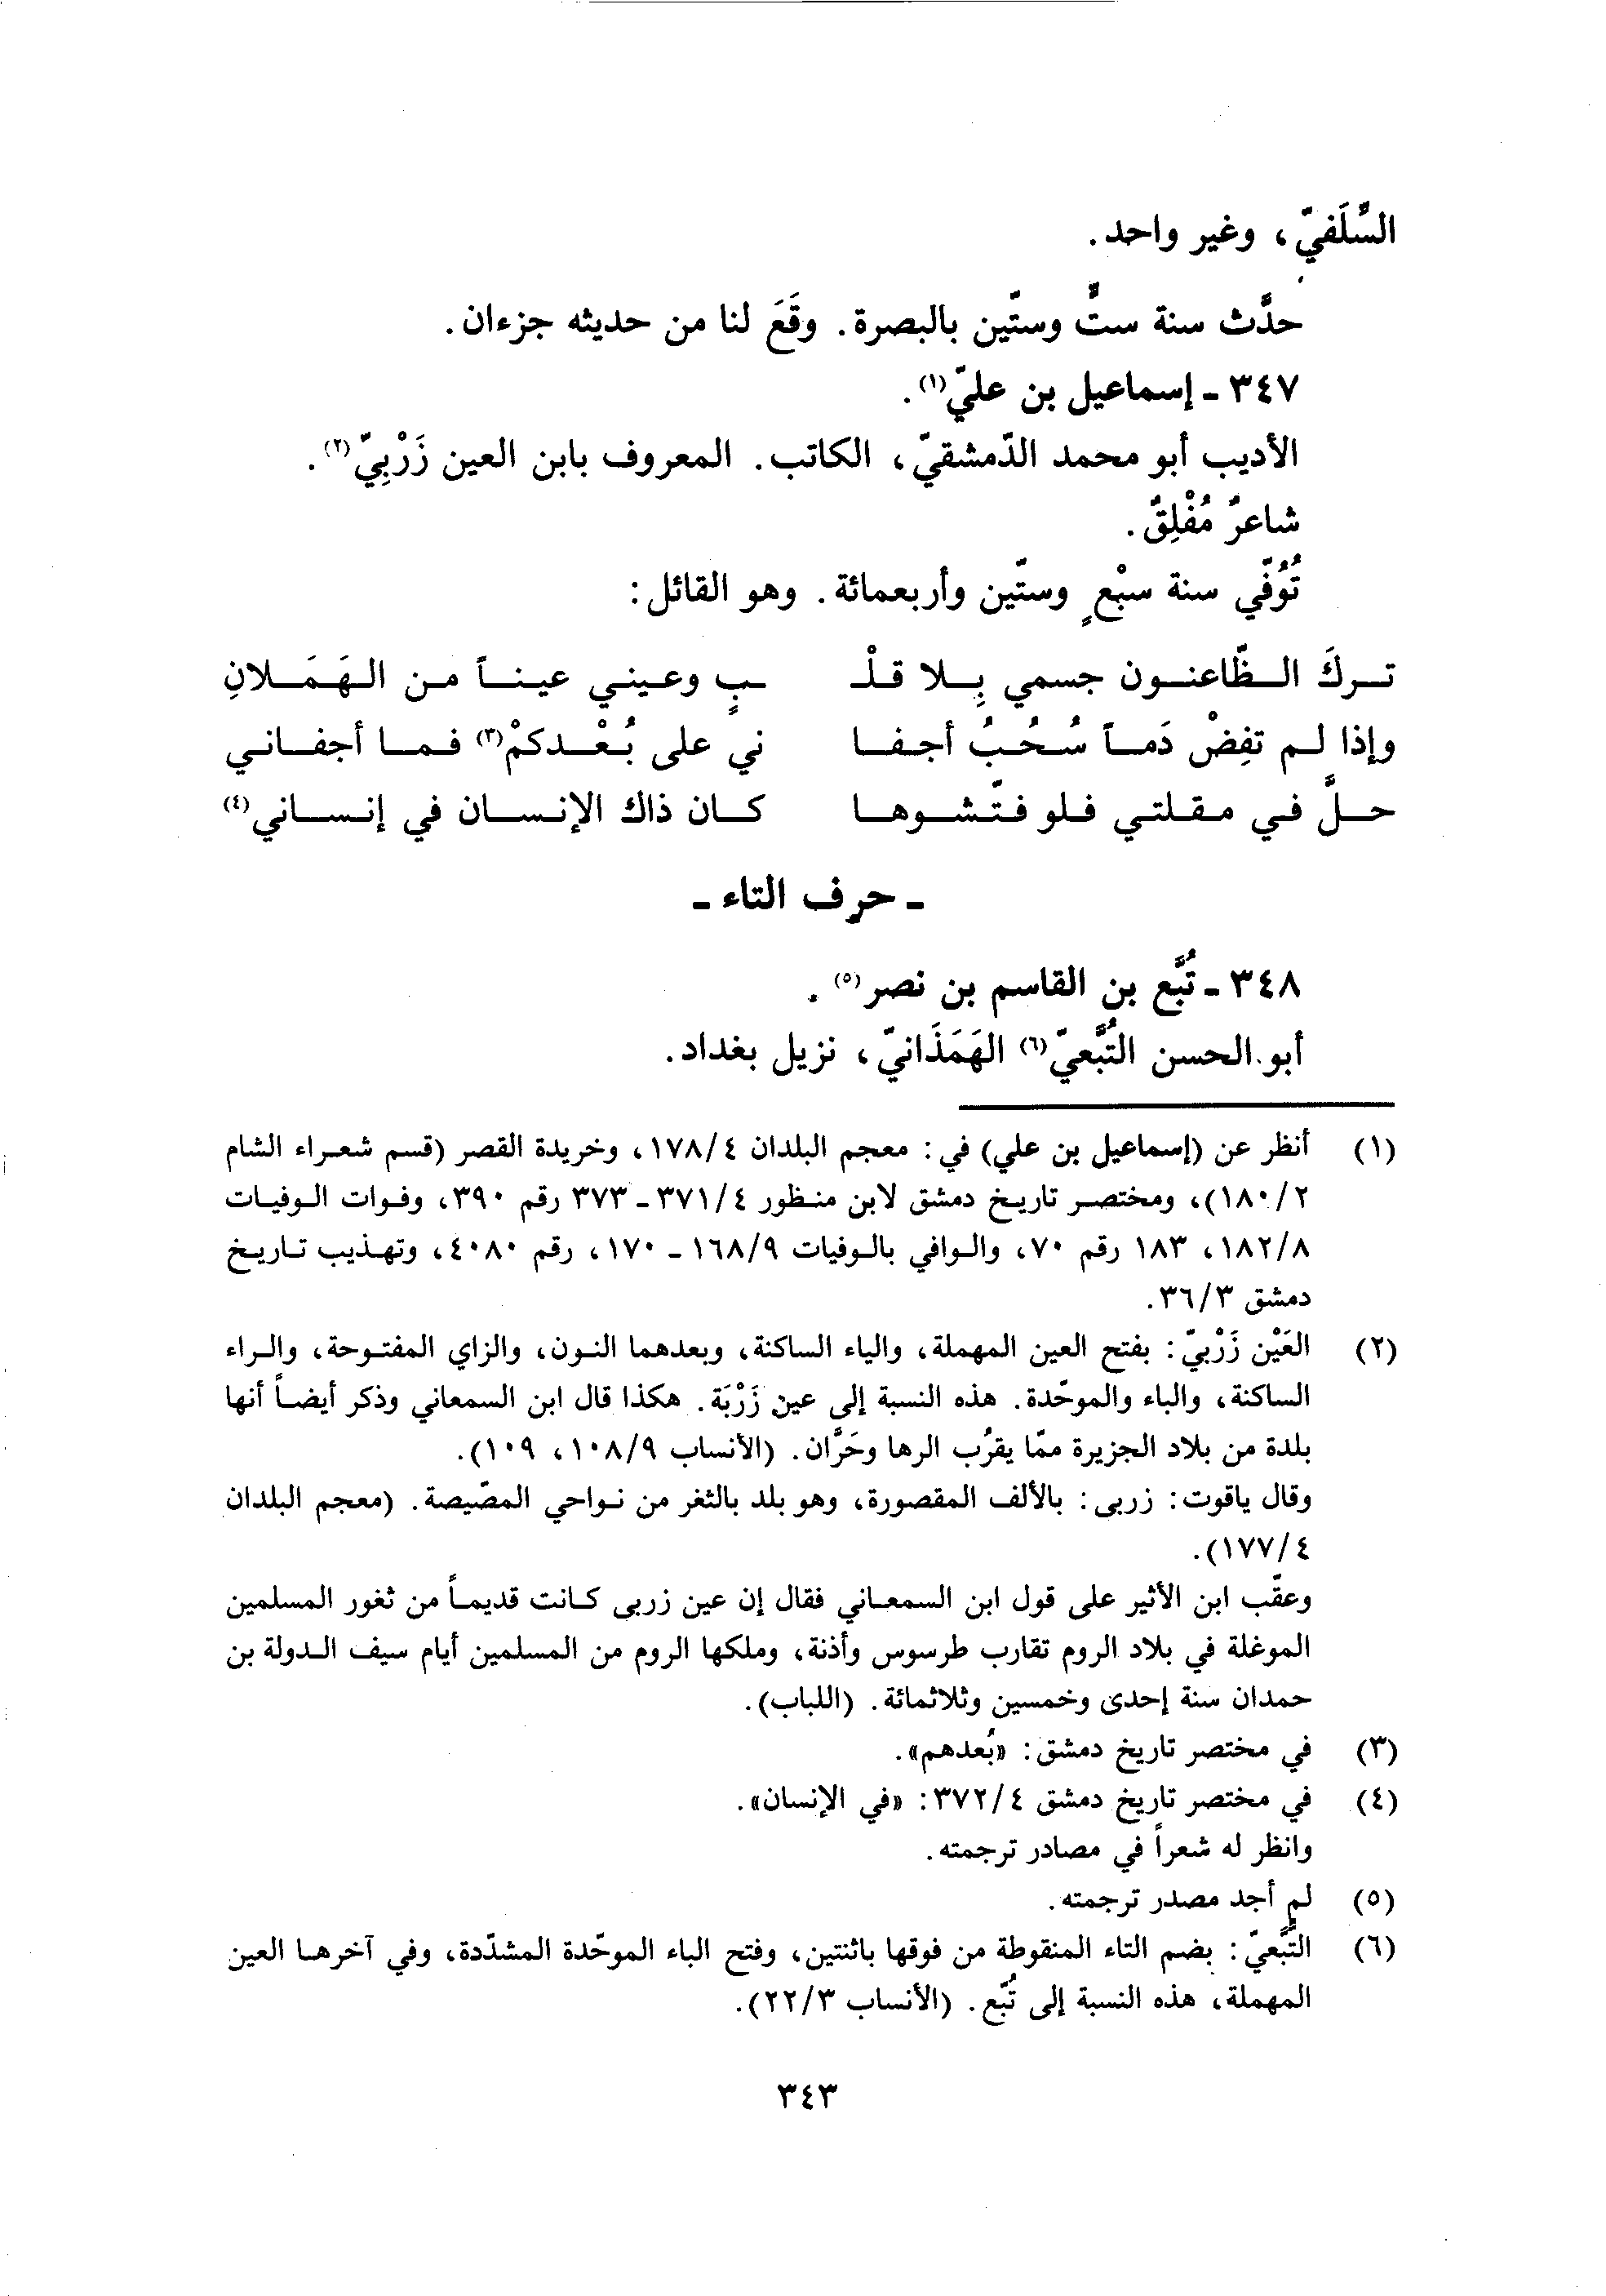 السِّلَفيّ، وغير واحد.
حدَّث سنة ستٍّ وستّين بالبصرة. وقَعَ لنا من حديثه جزءان.
٣٤٧ - إسماعيل بن عليّ(١).
الأديب أبو محمد الدّمشقيّ، الكاتب. المعروف بابن العين زَرْبيّ(٢).
شاعرٌ مُفْلِقٌ.
تُوُفّي سنة سبْعٍ وستّين وأربعمائة. وهو القائل:
تركَ الظّاعنون جسمي بِلا قلْـ ـبٍ وعيني عيناً من الهَمَلانِ
وإذا لم تفِضْ دَماً سُحُبُ أجفا ني على بُعْدكمْ(٣) فما أجفاني
حلَّ في مقلتي فلو فتّشوها كان ذاك الإنسان في إنساني(٤)
- حرف التاء -
٣٤٨ - تُبَّع بن القاسم بن نصر(٥).
أبو الحسن التُّبَّعيّ(٦) الهَمَذَانيّ، نزيل بغداد.
(١) أنظر عن (إسماعيل بن علي) في: معجم البلدان ١٧٨/٤، وخريدة القصر (قسم شعراء الشام
١٨٠/٢)، ومختصر تاريخ دمشق لابن منظور ٣٧١/٤ - ٣٧٣ رقم ٣٩٠، وفوات الوفيات
١٨٢/٨، ١٨٣ رقم ٧٠، والوافي بالوفيات ١٦٨/٩ - ١٧٠، رقم ٤٠٨٠، وتهذيب تاريخ
دمشق ٣٦/٣.
(٢) العَيْن زَرْبيّ: بفتح العين المهملة، والياء الساكنة، وبعدهما النون، والزاي المفتوحة، والراء
الساكنة، والباء والموحّدة. هذه النسبة إلى عين زَرْبَة. هكذا قال ابن السمعاني وذكر أيضاً أنها
بلدة من بلاد الجزيرة ممّا يقرُب الرها وحَرَّان. (الأنساب ١٠٨/٩، ١٠٩).
وقال ياقوت: زربى: بالألف المقصورة، وهو بلد بالثغر من نواحي المصّيصة. (معجم البلدان
١٧٧/٤).
وعقّب ابن الأثير على قول ابن السمعاني فقال إن عين زربى كانت قديماً من ثغور المسلمين
الموغلة في بلاد الروم تقارب طرسوس وأذنة، وملكها الروم من المسلمين أيام سيف الدولة بن
حمدان سنة إحدى وخمسين وثلاثمائة. (اللباب).
(٣) في مختصر تاريخ دمشق: «بُعدهم».
(٤) في مختصر تاريخ دمشق ٣٧٢/٤: «في الإنسان».
وانظر له شعراً في مصادر ترجمته.
(٥) لم أجد مصدر ترجمته.
(٦) التُّبَّعيّ: بضم التاء المنقوطة من فوقها باثنتين، وفتح الباء الموحّدة المشدّدة، وفي آخرها العين
المهملة، هذه النسبة إلى تُبّع. (الأنساب ٢٢/٣).
٣٤٣